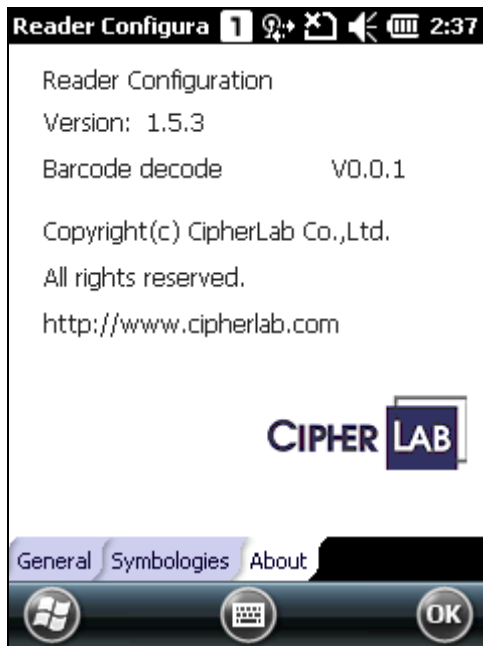 Reader Configura 1 2:37
Reader Configuration
Version: 1.5.3
Barcode decode V0.0.1
Copyright(c) CipherLab Co.,Ltd.
All rights reserved.
http://www.cipherlab.com
CIPHER LAB
General Symbologies About
OK